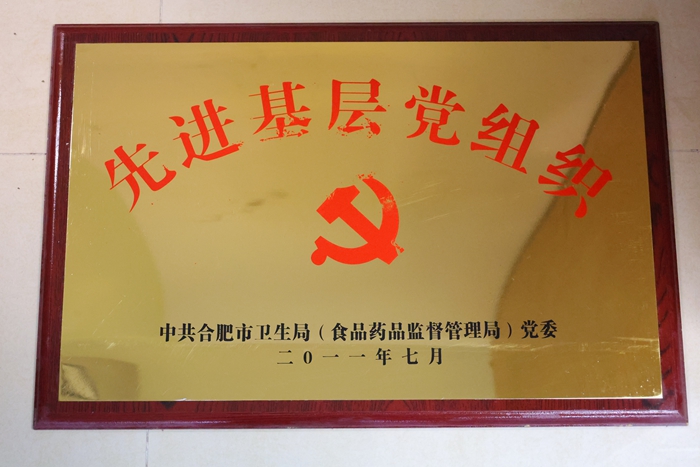 先进基层党组织
中共合肥市卫生局（食品药品监督管理局）党委
二０一一年七月